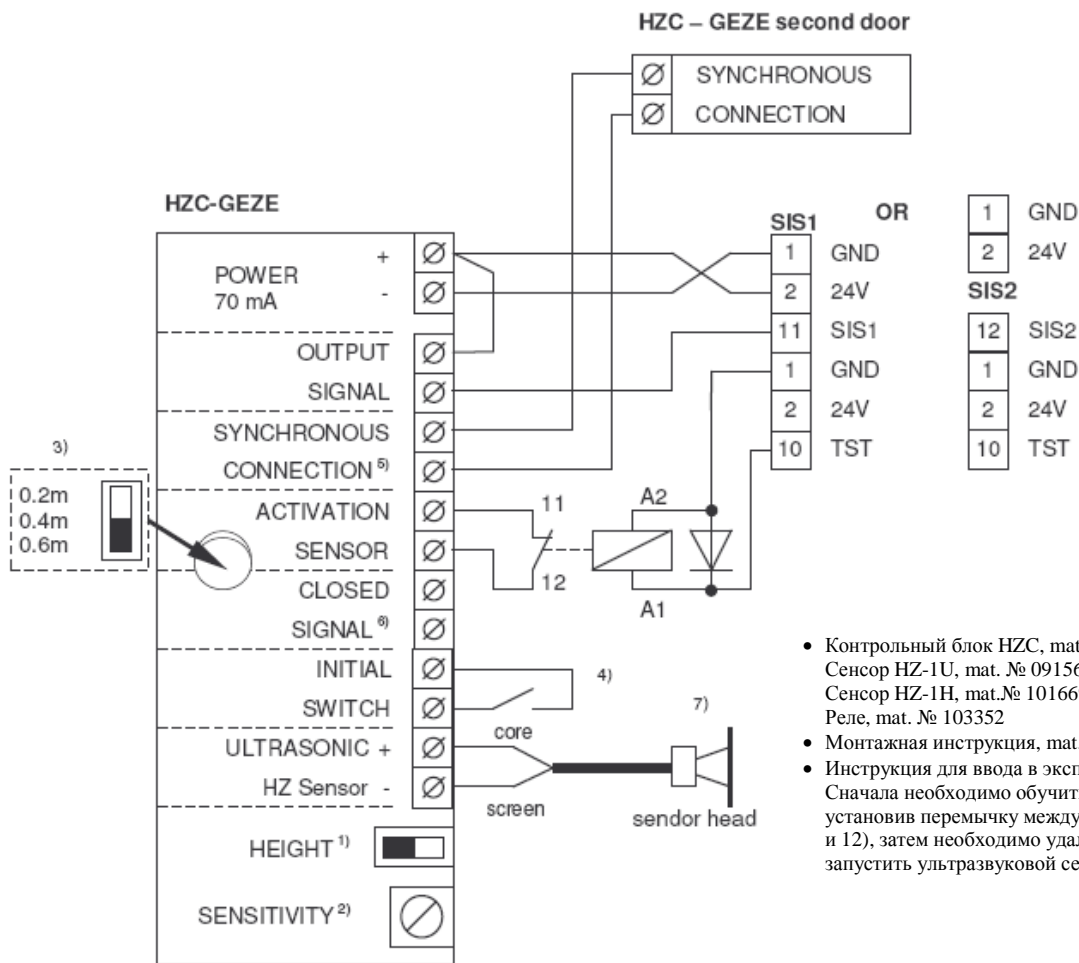 HZC – GEZE second door
SYNCHRONOUS
CONNECTION
HZC-GEZE
POWER
70 mA
+
-
OUTPUT
SIGNAL
SYNCHRONOUS
CONNECTION 5)
ACTIVATION
SENSOR
CLOSED
SIGNAL 6)
INITIAL
SWITCH
ULTRASONIC +
HZ Sensor -
HEIGHT 1)
SENSITIVITY 2)
3)
0.2m
0.4m
0.6m
SIS1
1 GND
2 24V
11 SIS1
1 GND
2 24V
10 TST
OR
1 GND
2 24V
SIS2
12 SIS2
1 GND
2 24V
10 TST
11
12
A2
A1
4)
core
screen
7)
sendor head
• Контрольный блок HZC, mat.
Сенсор HZ-1U, mat. № 09156
Сенсор HZ-1H, mat.№ 10166
Реле, mat. № 103352
• Монтажная инструкция, mat.
• Инструкция для ввода в эксп
Сначала необходимо обучит
установив перемычку между
и 12), затем необходимо удал
запустить ультразвуковой се